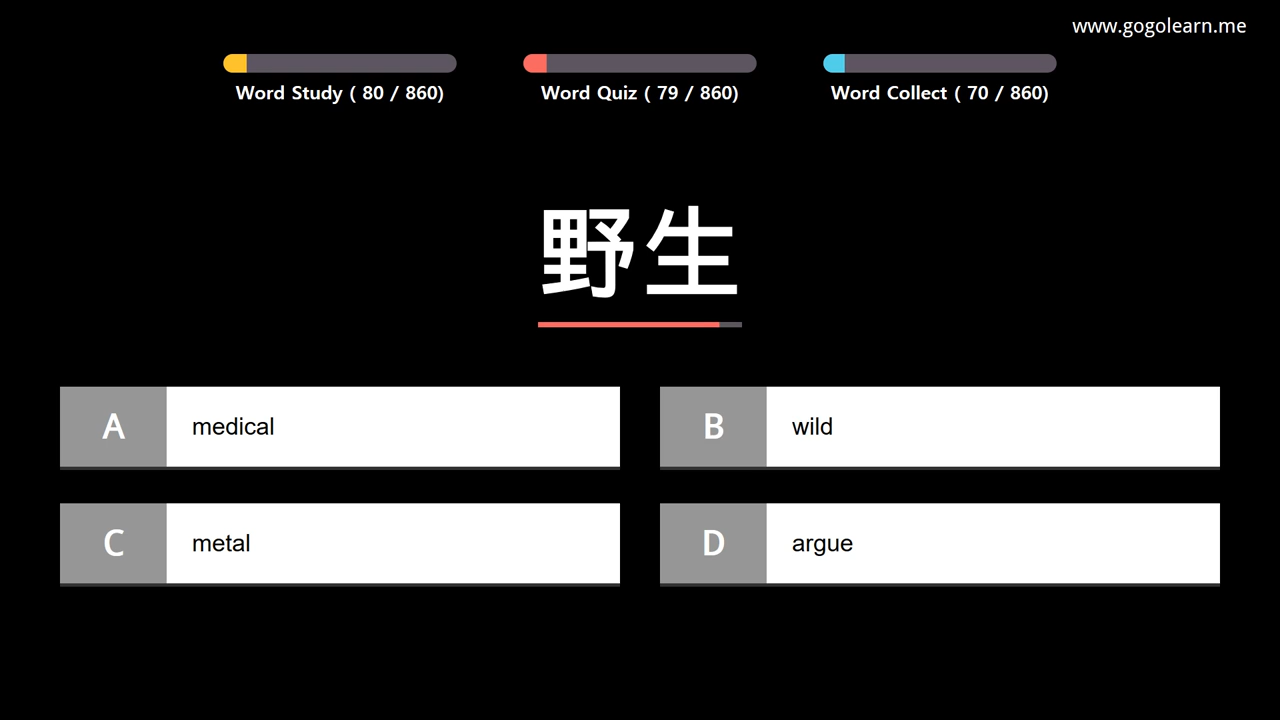 www.gogolearn.me
Word Study ( 80 / 860)
Word Quiz ( 79 / 860)
Word Collect ( 70 / 860)
野生
A medical
B wild
C metal
D argue